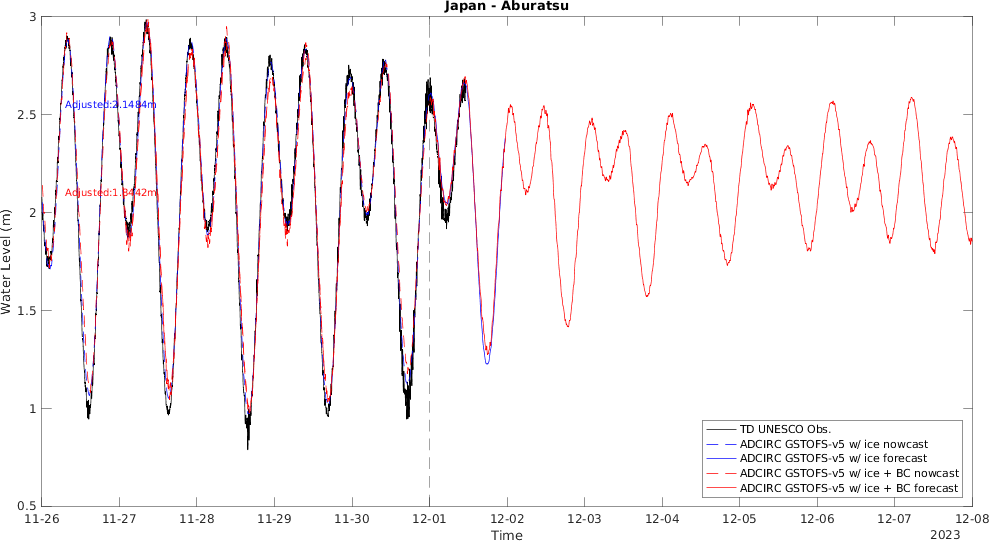 Japan - Aburatsu
3
2.5
2
1.5
1
0.5
Water Level (m)
Adjusted:2.1484m
Adjusted:1.8442m
TD UNESCO Obs.
ADCIRC GSTOFS-v5 w/ ice nowcast
ADCIRC GSTOFS-v5 w/ ice forecast
ADCIRC GSTOFS-v5 w/ ice + BC nowcast
ADCIRC GSTOFS-v5 w/ ice + BC forecast
11-26 11-27 11-28 11-29 11-30 12-01 12-02 12-03 12-04 12-05 12-06 12-07 12-08
Time
2023